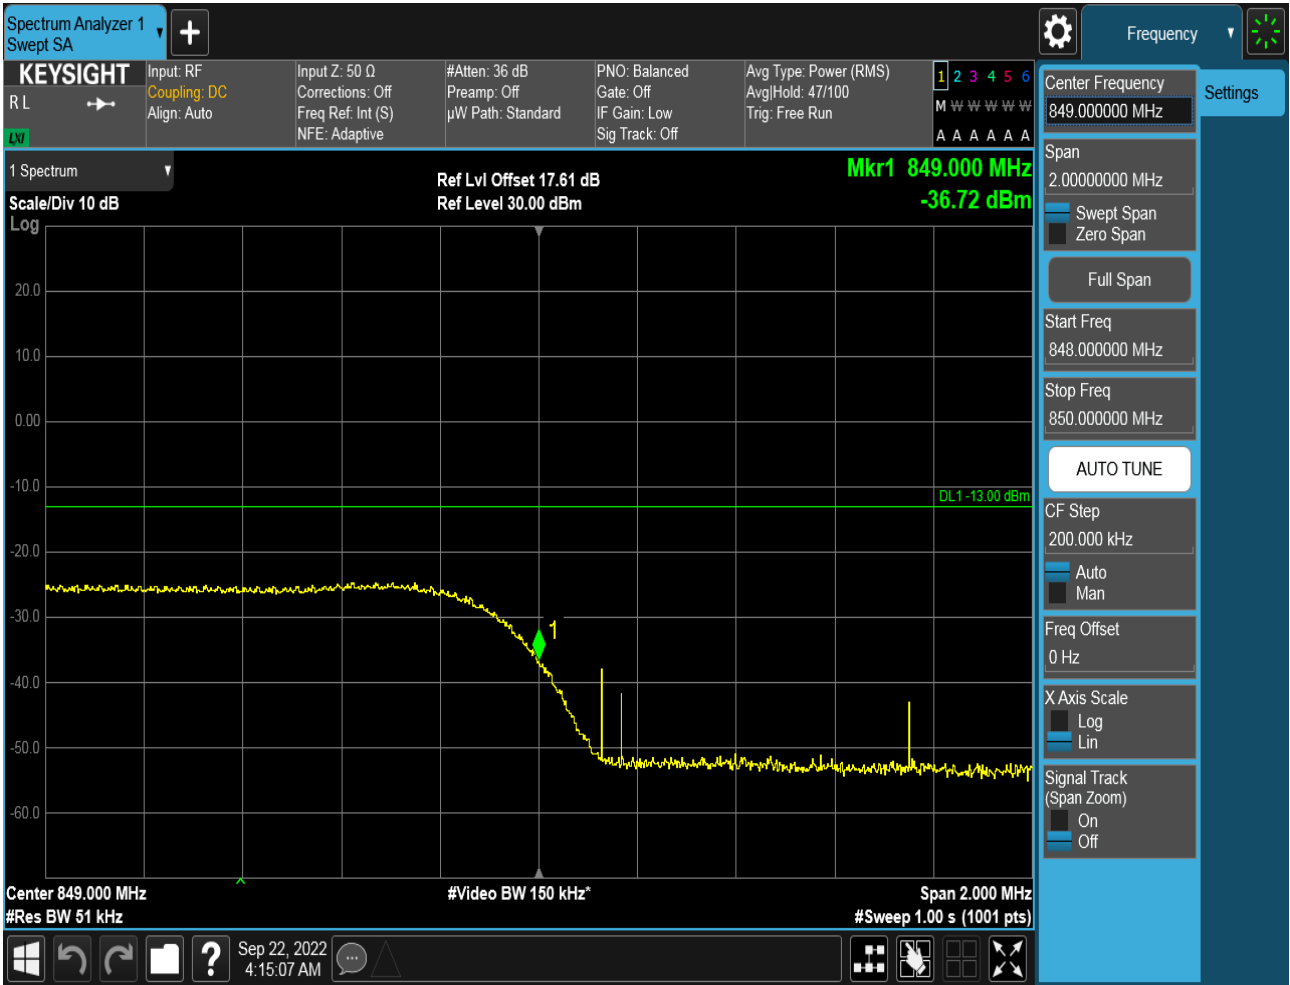 Spectrum Analyzer 1
Swept SA
Frequency
KEYSIGHT
R L
LXI
Input: RF
Coupling: DC
Align: Auto
Input Z: 50 Ω
Corrections: Off
Freq Ref: Int (S)
NFE: Adaptive
#Atten: 36 dB
Preamp: Off
µW Path: Standard
PNO: Balanced
Gate: Off
IF Gain: Low
Sig Track: Off
Avg Type: Power (RMS)
Avg|Hold: 47/100
Trig: Free Run
1 2 3 4 5 6
M W W W W W
A A A A A A
1 Spectrum
Scale/Div 10 dB
Log
Ref Lvl Offset 17.61 dB
Ref Level 30.00 dBm
Mkr1 849.000 MHz
-36.72 dBm
20.0
10.0
0.00
-10.0
-20.0
-30.0
-40.0
-50.0
-60.0
DL1 -13.00 dBm
1
Center 849.000 MHz
#Res BW 51 kHz
#Video BW 150 kHz*
Span 2.000 MHz
#Sweep 1.00 s (1001 pts)
Center Frequency
849.000000 MHz
Settings
Span
2.00000000 MHz
Swept Span
Zero Span
Full Span
Start Freq
848.000000 MHz
Stop Freq
850.000000 MHz
AUTO TUNE
CF Step
200.000 kHz
Auto
Man
Freq Offset
0 Hz
X Axis Scale
Log
Lin
Signal Track
(Span Zoom)
On
Off
?
Sep 22, 2022
4:15:07 AM